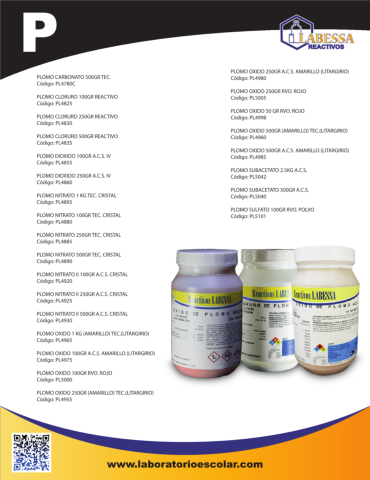 P
LABESSA
REACTIVOS
PLOMO CARBONATO 500GR TEC.
Código: PL4780C
PLOMO CLORURO 100GR REACTIVO
Código: PL4825
PLOMO CLORURO 250GR REACTIVO
Código: PL4830
PLOMO CLORURO 500GR REACTIVO
Código: PL4835
PLOMO DIOXIDO 100GR A.C.S. IV
Código: PL4855
PLOMO DIOXIDO 250GR A.C.S. IV
Código: PL4860
PLOMO NITRATO 1 KG TEC. CRISTAL
Código: PL4895
PLOMO NITRATO 100GR TEC. CRISTAL
Código: PL4880
PLOMO NITRATO 250GR TEC. CRISTAL
Código: PL4885
PLOMO NITRATO 500GR TEC. CRISTAL
Código: PL4890
PLOMO NITRATO II 100GR A.C.S. CRISTAL
Código: PL4920
PLOMO NITRATO II 250GR A.C.S. CRISTAL
Código: PL4925
PLOMO NITRATO II 500GR A.C.S. CRISTAL
Código: PL4930
PLOMO OXIDO 1 KG (AMARILLO) TEC.(LITARGIRIO)
Código: PL4965
PLOMO OXIDO 100GR A.C.S. AMARILLO (LITARGIRIO)
Código: PL4975
PLOMO OXIDO 100GR RVO. ROJO
Código: PL5000
PLOMO OXIDO 250GR (AMARILLO) TEC.(LITARGIRIO)
Código: PL4955
PLOMO OXIDO 250GR A.C.S. AMARILLO (LITARGIRIO)
Código: PL4980
PLOMO OXIDO 250GR RVO. ROJO
Código: PL5005
PLOMO OXIDO 50 GR RVO. ROJO
Código: PL4998
PLOMO OXIDO 500GR (AMARILLO) TEC.(LITARGIRIO)
Código: PL4960
PLOMO OXIDO 500GR A.C.S. AMARILLO (LITARGIRIO)
Código: PL4985
PLOMO SUBACETATO 2.5KG A.C.S.
Código: PL5042
PLOMO SUBACETATO 500GR A.C.S.
Código: PL5040
PLOMO SULFATO 100GR RVO. POLVO
Código: PL5101
Reactivos LABESSA
Reactivos LABESSA
Reactivos LABESSA
OXIDO DE PLOMO
www.laboratorioescolar.com